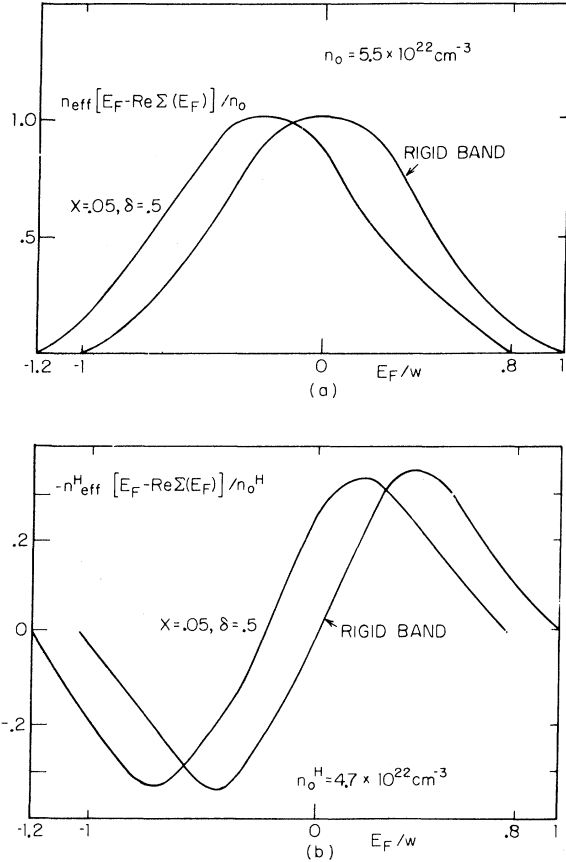 n₀ = 5.5 × 10²² cm⁻³
n_eff [E_F - Re Σ(E_F)] / n₀
1.0
RIGID BAND
X=.05, δ=.5
.5
-1.2 -1 0 .8 1
E_F/w
(a)
-n^H_eff [E_F - Re Σ(E_F)] / n₀^H
.2
X=.05, δ=.5
RIGID BAND
0
-.2
n₀^H = 4.7 × 10²² cm⁻³
-1.2 -1 0 .8 1
E_F/w
(b)